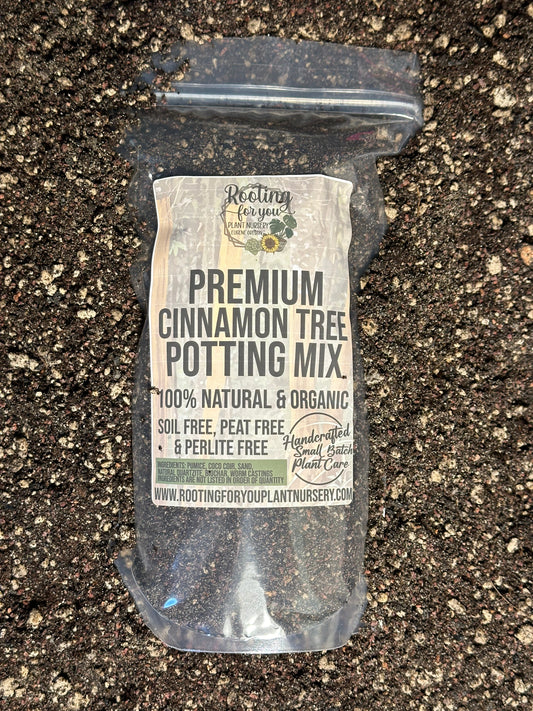 Rooting
for you
PLANT NURSERY
EUGENE OREGON
PREMIUM
CINNAMON TREE
POTTING MIX
100% NATURAL & ORGANIC
SOIL FREE, PEAT FREE
& PERLITE FREE
Handcrafted
Small Batch
Plant Care
INGREDIENTS: PUMICE, COCO COIR, SAND
NATURAL QUARTZITE, BIOCHAR, WORM CASTINGS
INGREDIENTS ARE NOT LISTED IN ORDER OF QUANTITY
WWW.ROOTINGFORYOUPLANTNURSERY.COM